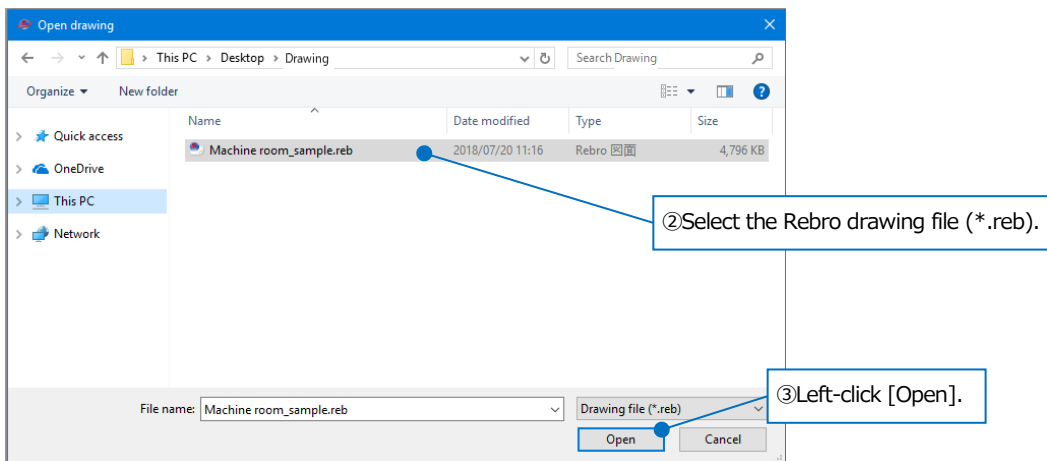 Open drawing
This PC > Desktop > Drawing
Search Drawing
Organize
New folder
Name
Date modified
Type
Size
Quick access
Machine room_sample.reb
2018/07/20 11:16
Rebro 図面
4,796 KB
OneDrive
This PC
②Select the Rebro drawing file (*.reb).
Network
③Left-click [Open].
File name:
Machine room_sample.reb
Drawing file (*.reb)
Open
Cancel